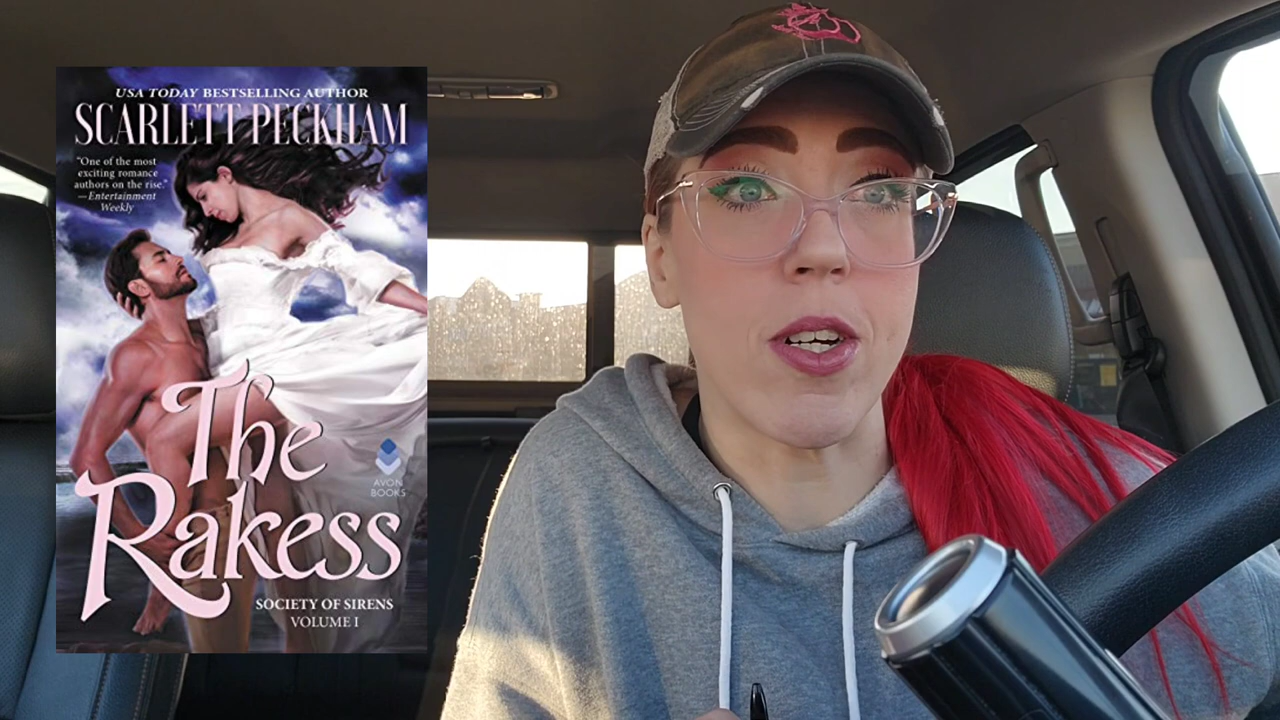 USA TODAY BESTSELLING AUTHOR
SCARLETT PECKHAM
"One of the most
exciting romance
authors on the rise."
—Entertainment
Weekly
The
Rakess
AVON
BOOKS
SOCIETY OF SIRENS
VOLUME I